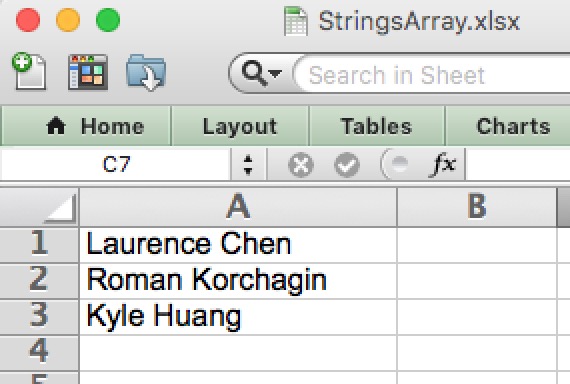 StringsArray.xlsx
Search in Sheet
Home Layout Tables Charts
C7 fx
A B
1 Laurence Chen
2 Roman Korchagin
3 Kyle Huang
4
5